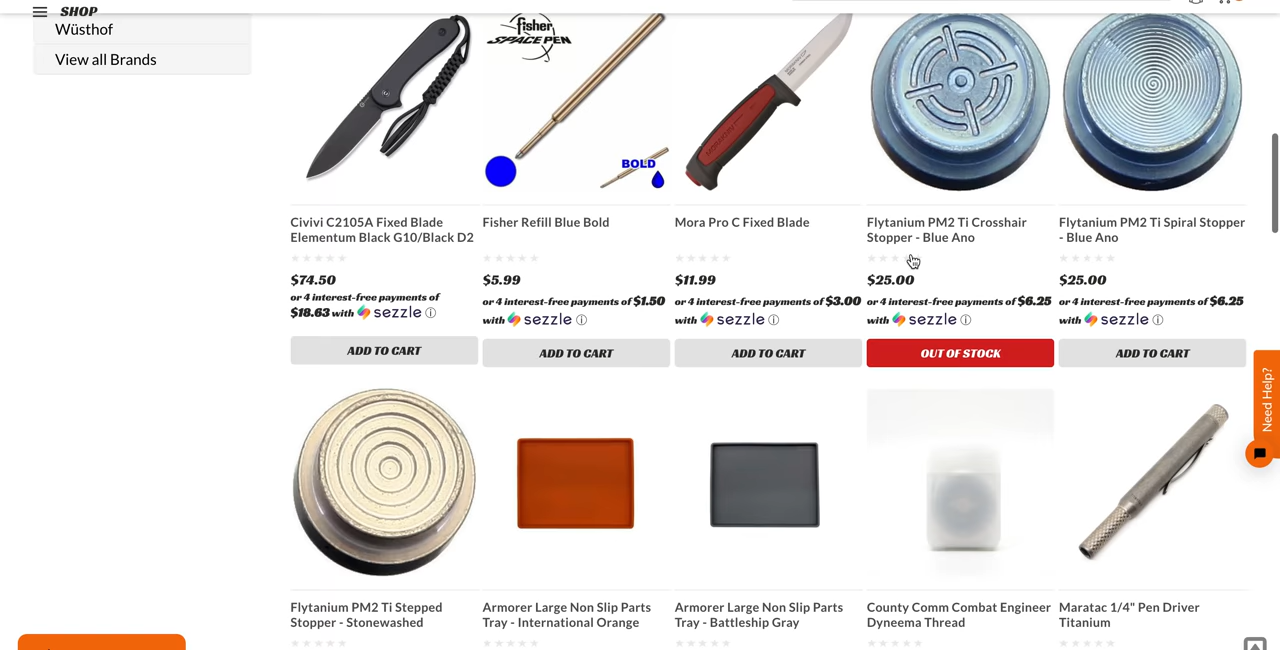 SHOP
Wüsthof
View all Brands
fisher
SPACE PEN
BOLD
Civivi C2105A Fixed Blade
Elementum Black G10/Black D2
$74.50
or 4 interest-free payments of
$18.63 with sezzle ⓘ
ADD TO CART
Fisher Refill Blue Bold
$5.99
or 4 interest-free payments of $1.50
with sezzle ⓘ
ADD TO CART
Mora Pro C Fixed Blade
$11.99
or 4 interest-free payments of $3.00
with sezzle ⓘ
ADD TO CART
Flytanium PM2 Ti Crosshair
Stopper - Blue Ano
$25.00
or 4 interest-free payments of $6.25
with sezzle ⓘ
OUT OF STOCK
Flytanium PM2 Ti Spiral Stopper
- Blue Ano
$25.00
or 4 interest-free payments of $6.25
with sezzle ⓘ
ADD TO CART
Need Help?
Flytanium PM2 Ti Stepped
Stopper - Stonewashed
Armorer Large Non Slip Parts
Tray - International Orange
Armorer Large Non Slip Parts
Tray - Battleship Gray
County Comm Combat Engineer
Dyneema Thread
Maratac 1/4" Pen Driver
Titanium